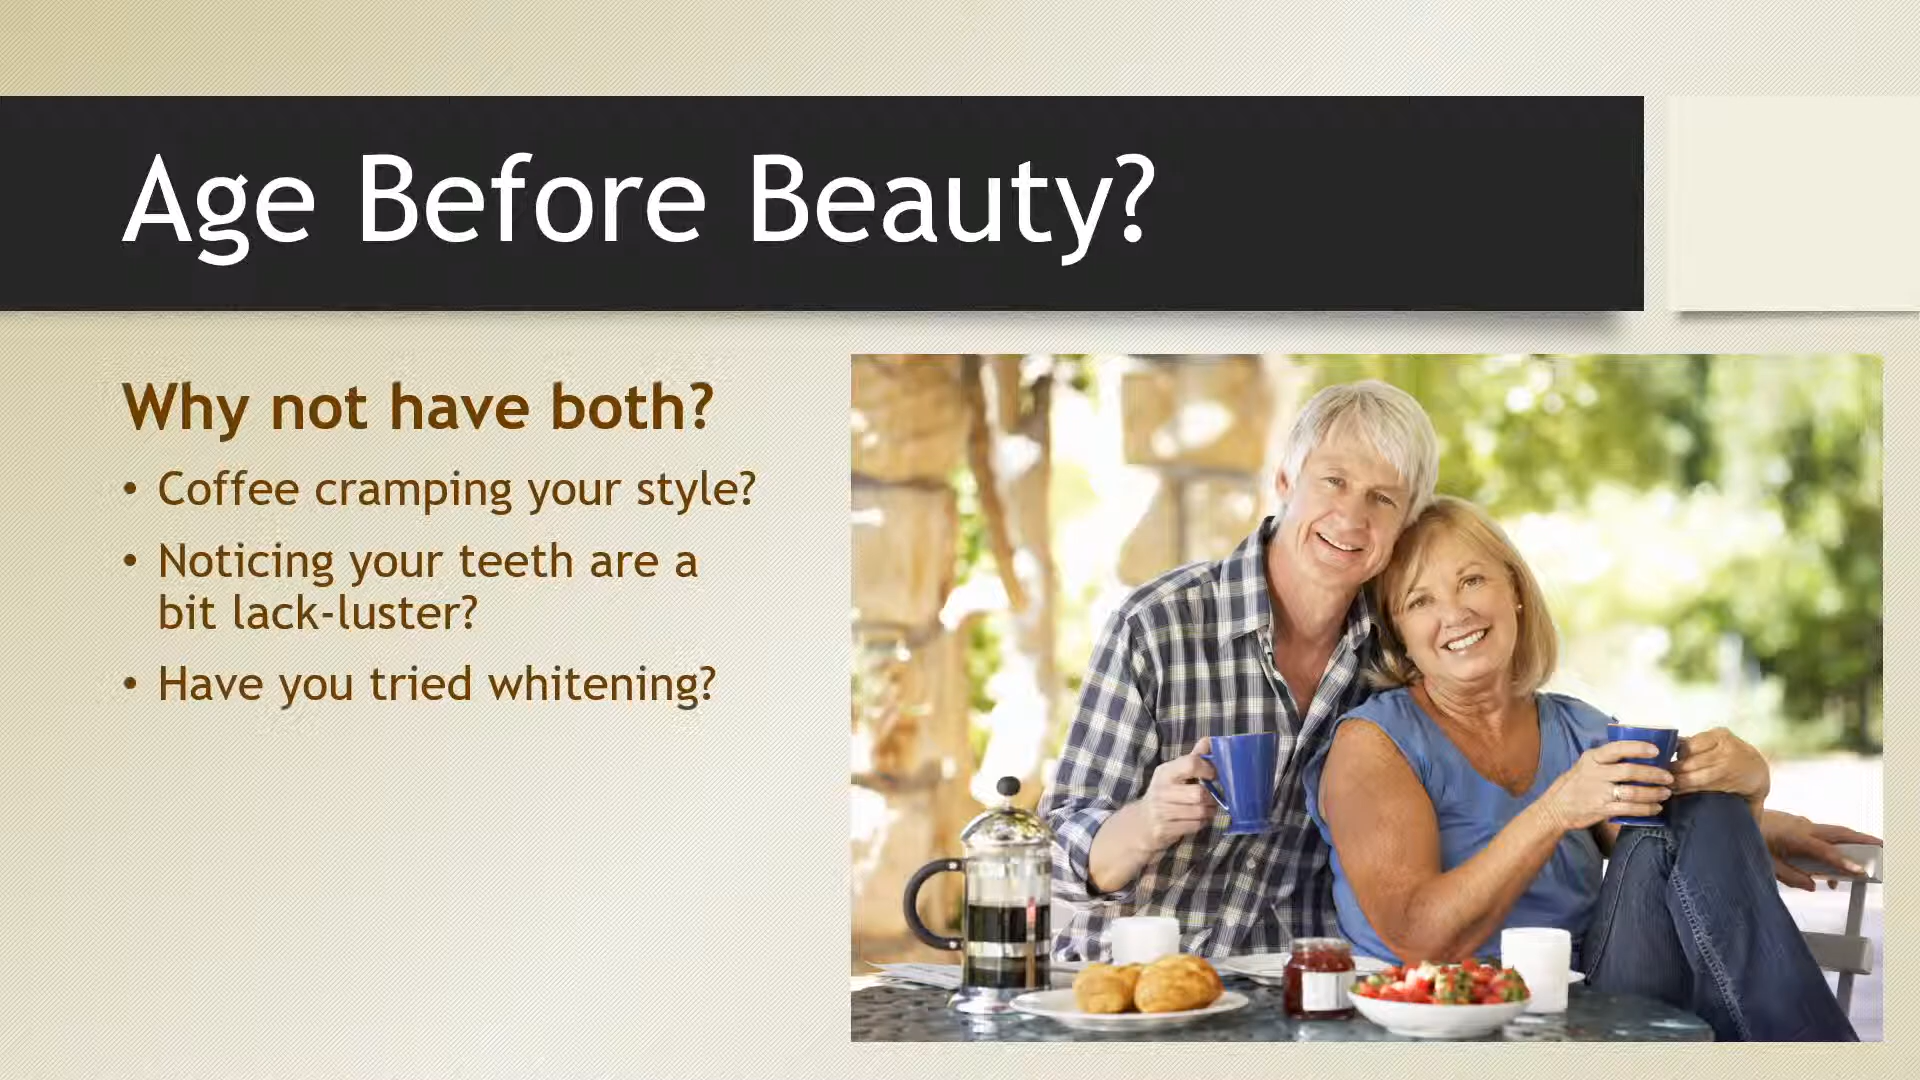 Age Before Beauty?
Why not have both?
• Coffee cramping your style?
• Noticing your teeth are a
bit lack-luster?
• Have you tried whitening?